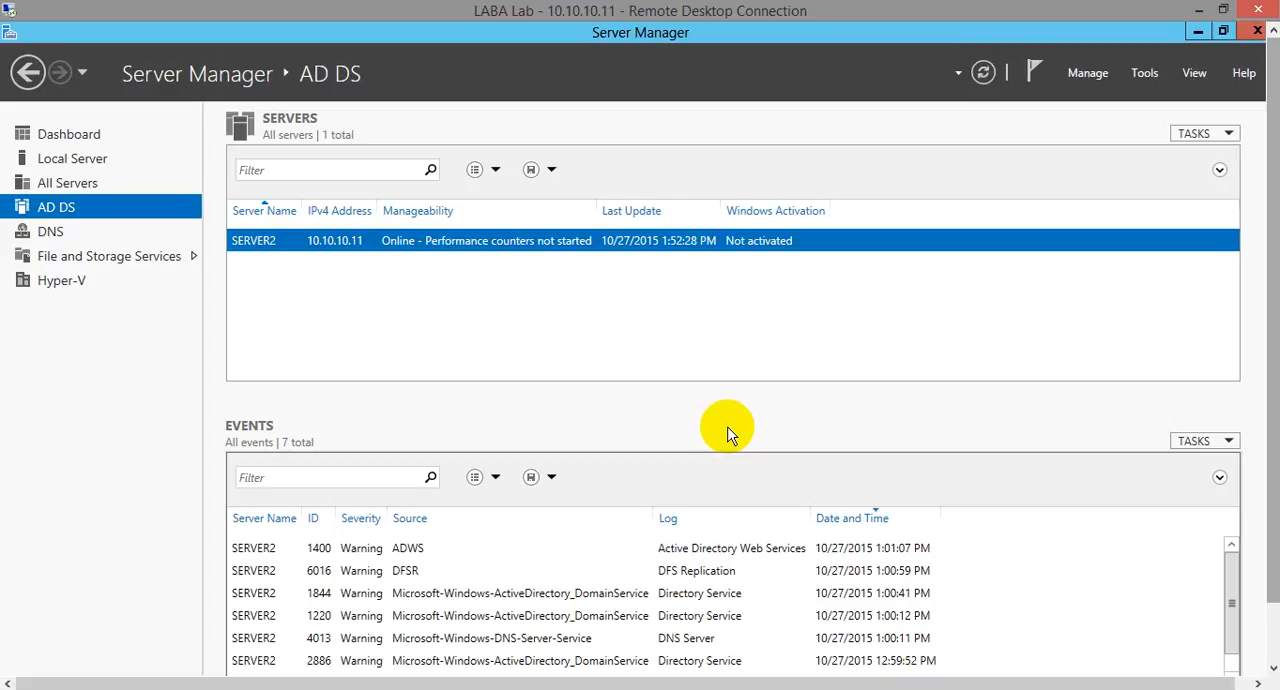 LABA Lab - 10.10.10.11 - Remote Desktop Connection
Server Manager
Server Manager ‣ AD DS
Manage Tools View Help
Dashboard
Local Server
All Servers
AD DS
DNS
File and Storage Services
Hyper-V
SERVERS
All servers | 1 total
TASKS
Filter
Server Name IPv4 Address Manageability Last Update Windows Activation
SERVER2 10.10.10.11 Online - Performance counters not started 10/27/2015 1:52:28 PM Not activated
EVENTS
All events | 7 total
TASKS
Filter
Server Name ID Severity Source Log Date and Time
SERVER2 1400 Warning ADWS Active Directory Web Services 10/27/2015 1:01:07 PM
SERVER2 6016 Warning DFSR DFS Replication 10/27/2015 1:00:59 PM
SERVER2 1844 Warning Microsoft-Windows-ActiveDirectory_DomainService Directory Service 10/27/2015 1:00:41 PM
SERVER2 1220 Warning Microsoft-Windows-ActiveDirectory_DomainService Directory Service 10/27/2015 1:00:12 PM
SERVER2 4013 Warning Microsoft-Windows-DNS-Server-Service DNS Server 10/27/2015 1:00:11 PM
SERVER2 2886 Warning Microsoft-Windows-ActiveDirectory_DomainService Directory Service 10/27/2015 12:59:52 PM